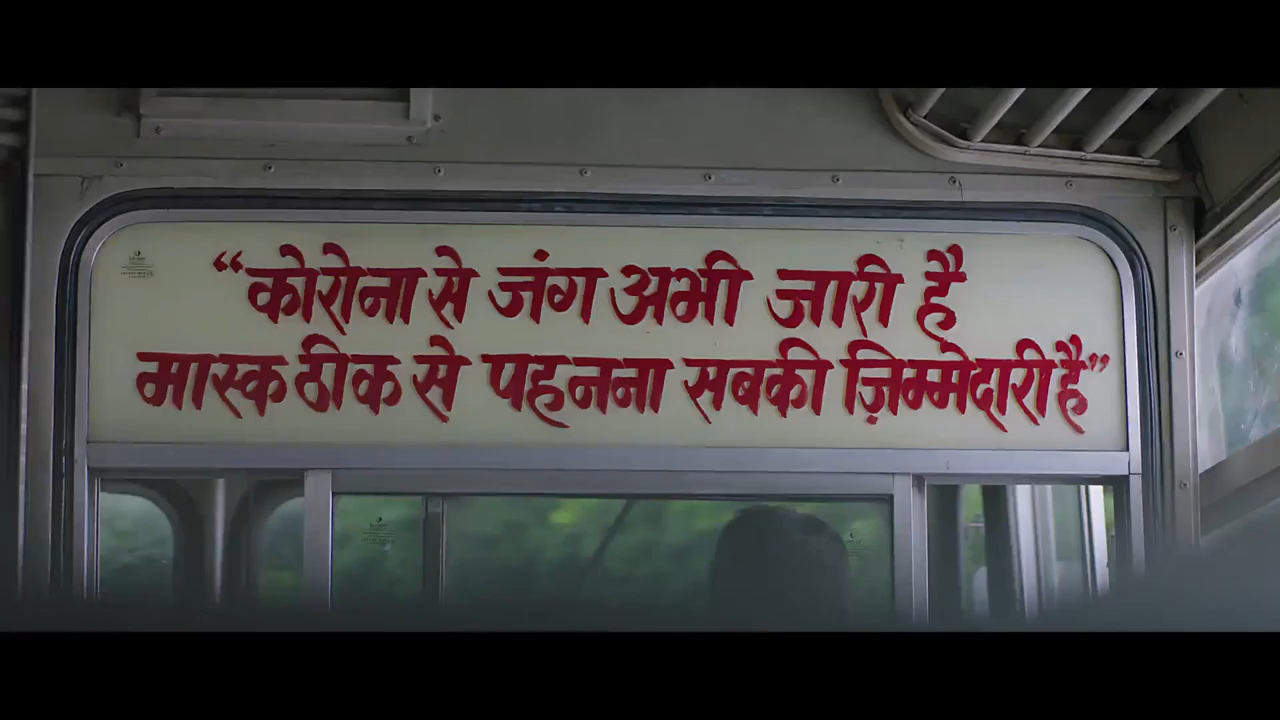 “कोरोना से जंग अभी जारी है
मास्क ठीक से पहनना सबकी ज़िम्मेदारी है”